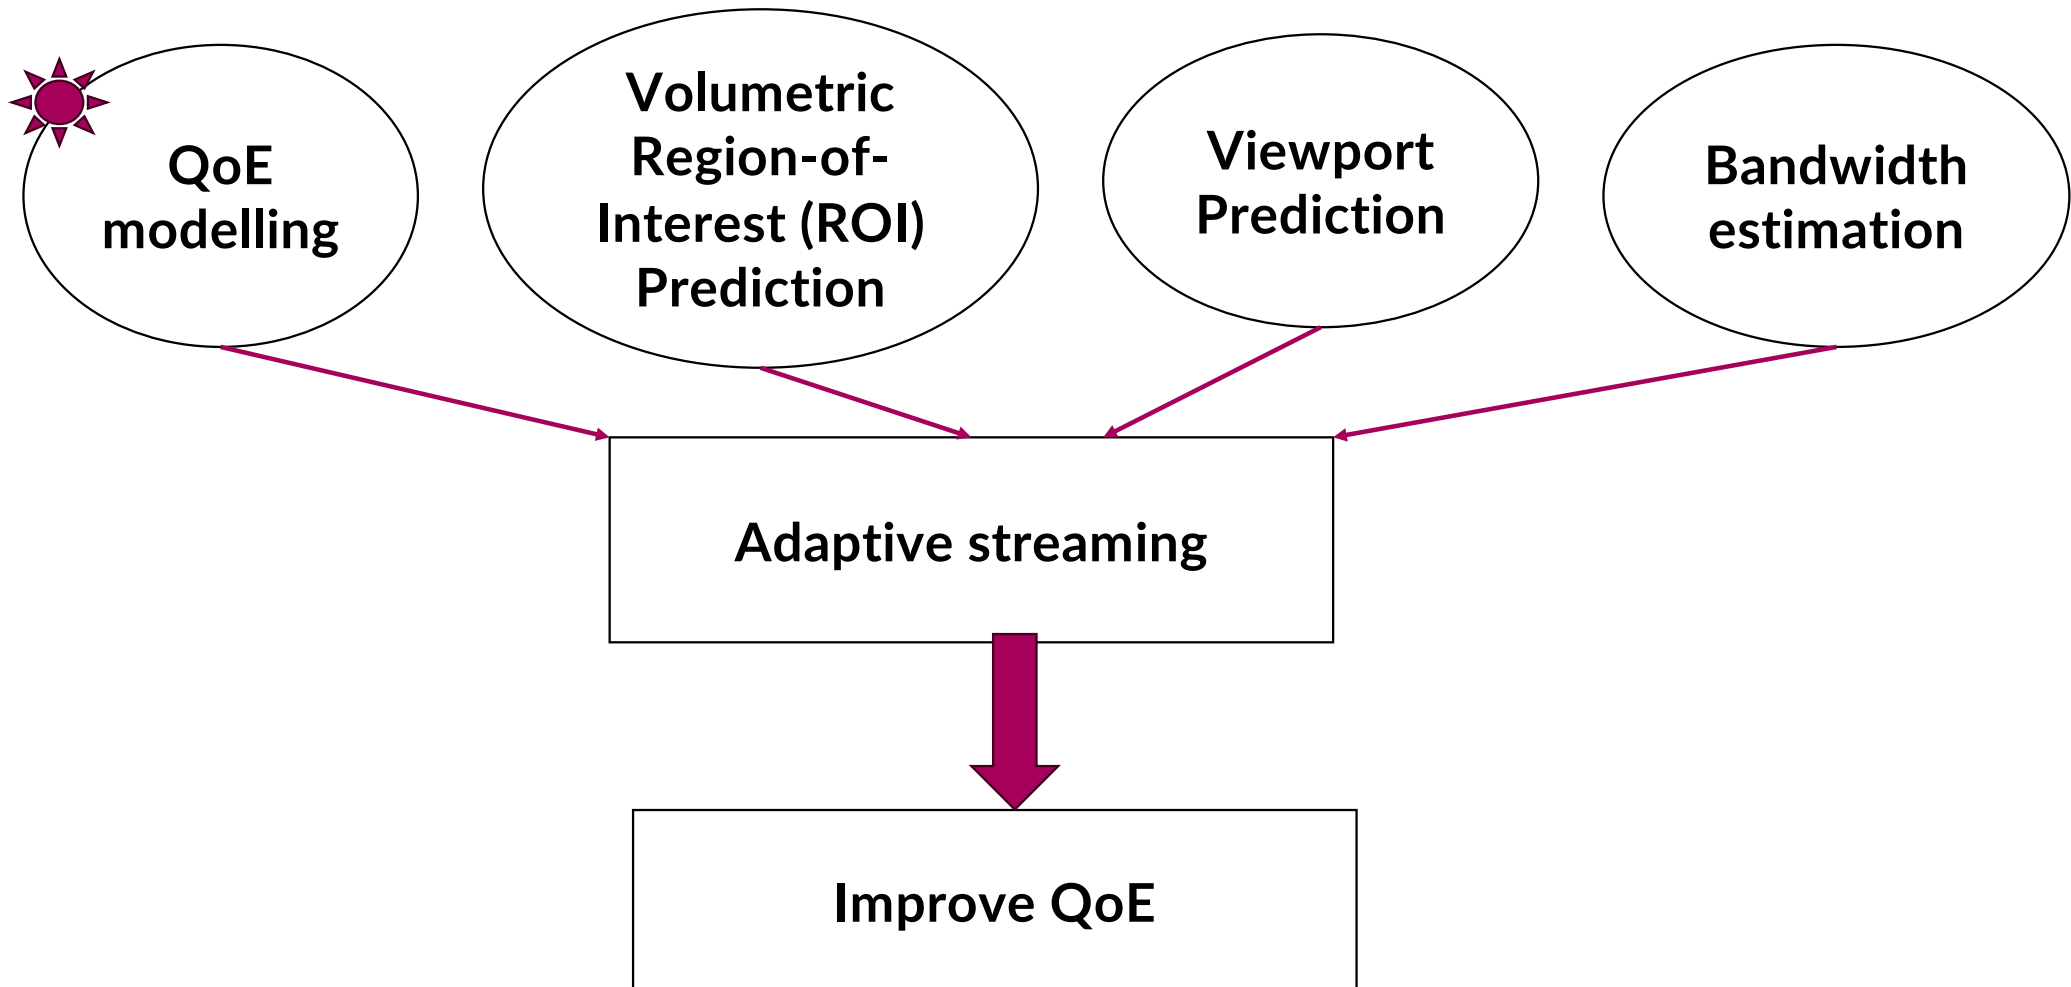 QoE
modelling
Volumetric
Region-of-
Interest (ROI)
Prediction
Viewport
Prediction
Bandwidth
estimation
Adaptive streaming
Improve QoE